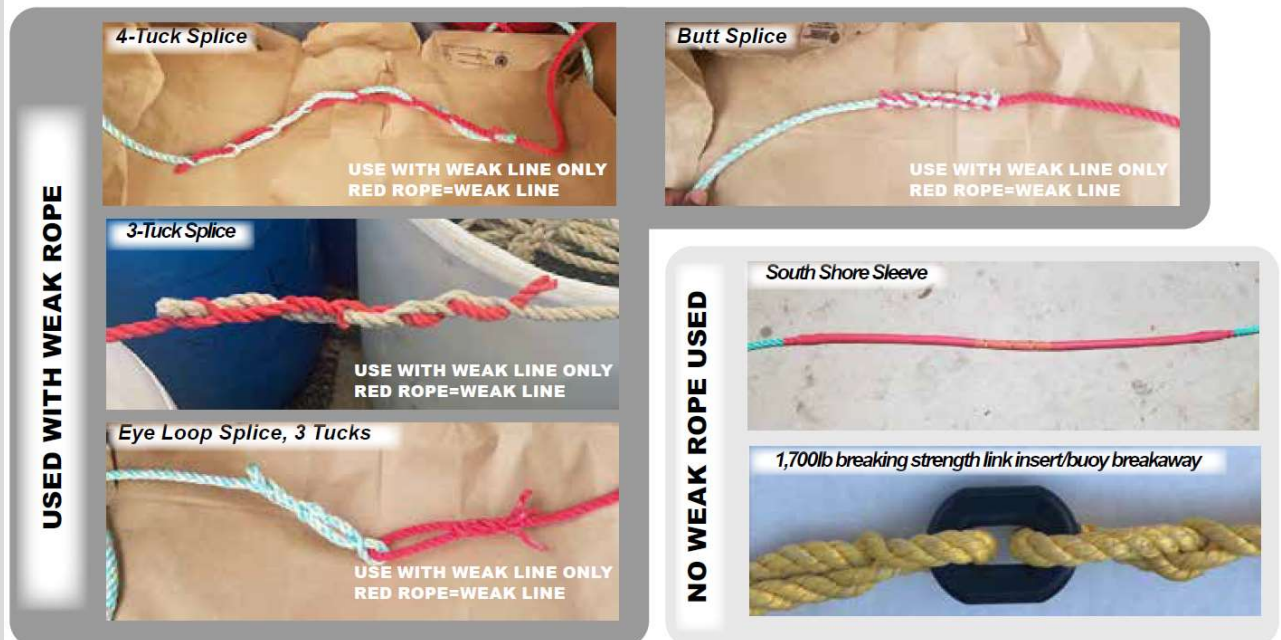 USED WITH WEAK ROPE
4-Tuck Splice
USE WITH WEAK LINE ONLY
RED ROPE=WEAK LINE
Butt Splice
USE WITH WEAK LINE ONLY
RED ROPE=WEAK LINE
3-Tuck Splice
USE WITH WEAK LINE ONLY
RED ROPE=WEAK LINE
Eye Loop Splice, 3 Tucks
USE WITH WEAK LINE ONLY
RED ROPE=WEAK LINE
NO WEAK ROPE USED
South Shore Sleeve
1,700lb breaking strength link insert/buoy breakaway